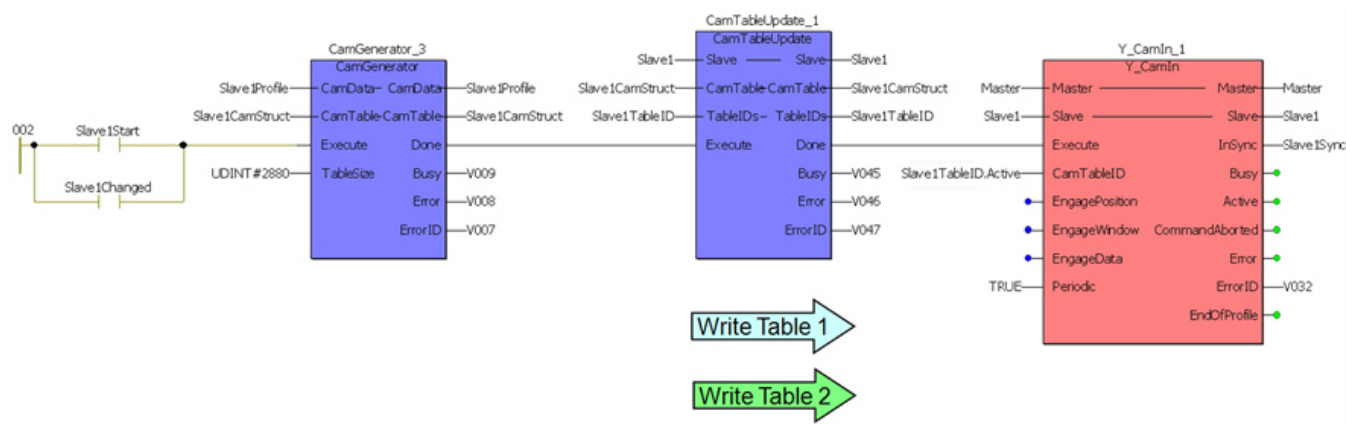 CamTableUpdate_1
CamGenerator_3
CamTableUpdate
Y_CamIn_1
CamGenerator
Slave1 Slave Slave Slave1
Y_CamIn
Slave1Profile CamData CamData Slave1Profile
Slave1CamStruct CamTable CamTable Slave1CamStruct
Master Master Master Master
Slave1CamStruct CamTable CamTable Slave1CamStruct
Slave1TableID TableIDs TableIDs Slave1TableID
Slave1 Slave Slave Slave1
002 Slave1Start
Execute Done
Execute Done
Execute InSync Slave1Sync
UDINT#2880 TableSize Busy V009
Busy V045
Slave1TableID.Active CamTableID Busy
Slave1Changed
Error V008
Error V046
EngagePosition Active
ErrorID V007
ErrorID V047
EngageWindow CommandAborted
EngageData Error
TRUE Periodic ErrorID V032
EndOfProfile
Write Table 1
Write Table 2